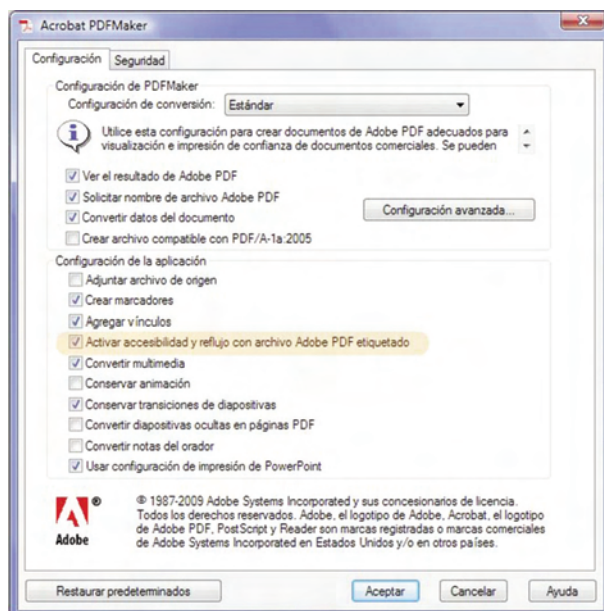 Acrobat PDFMaker
Configuración Seguridad
Configuración de PDFMaker
Configuración de conversión: Estándar
Utilice esta configuración para crear documentos de Adobe PDF adecuados para
visualización e impresión de confianza de documentos comerciales. Se pueden
Ver el resultado de Adobe PDF
Solicitar nombre de archivo Adobe PDF
Configuración avanzada...
Convertir datos del documento
Crear archivo compatible con PDF/A-1a:2005
Configuración de la aplicación
Adjuntar archivo de origen
Crear marcadores
Agregar vínculos
Activar accesibilidad y reflujo con archivo Adobe PDF etiquetado
Convertir multimedia
Conservar animación
Conservar transiciones de diapositivas
Convertir diapositivas ocultas en páginas PDF
Convertir notas del orador
Usar configuración de impresión de PowerPoint
® © 1987-2009 Adobe Systems Incorporated y sus concesionarios de licencia.
Todos los derechos reservados. Adobe, el logotipo de Adobe, Acrobat, el logotipo
de Adobe PDF, PostScript y Reader son marcas registradas o marcas comerciales
Adobe de Adobe Systems Incorporated en Estados Unidos y/o en otros países.
Restaurar predeterminados Aceptar Cancelar Ayuda